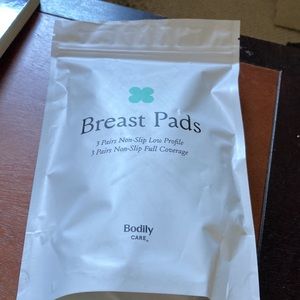 Breast Pads
3 Pairs Non-Slip Low Profile
3 Pairs Non-Slip Full Coverage
Bodily
CARE